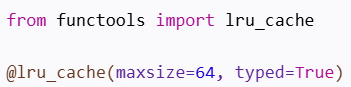 from functools import lru_cache
@lru_cache(maxsize=64, typed=True)